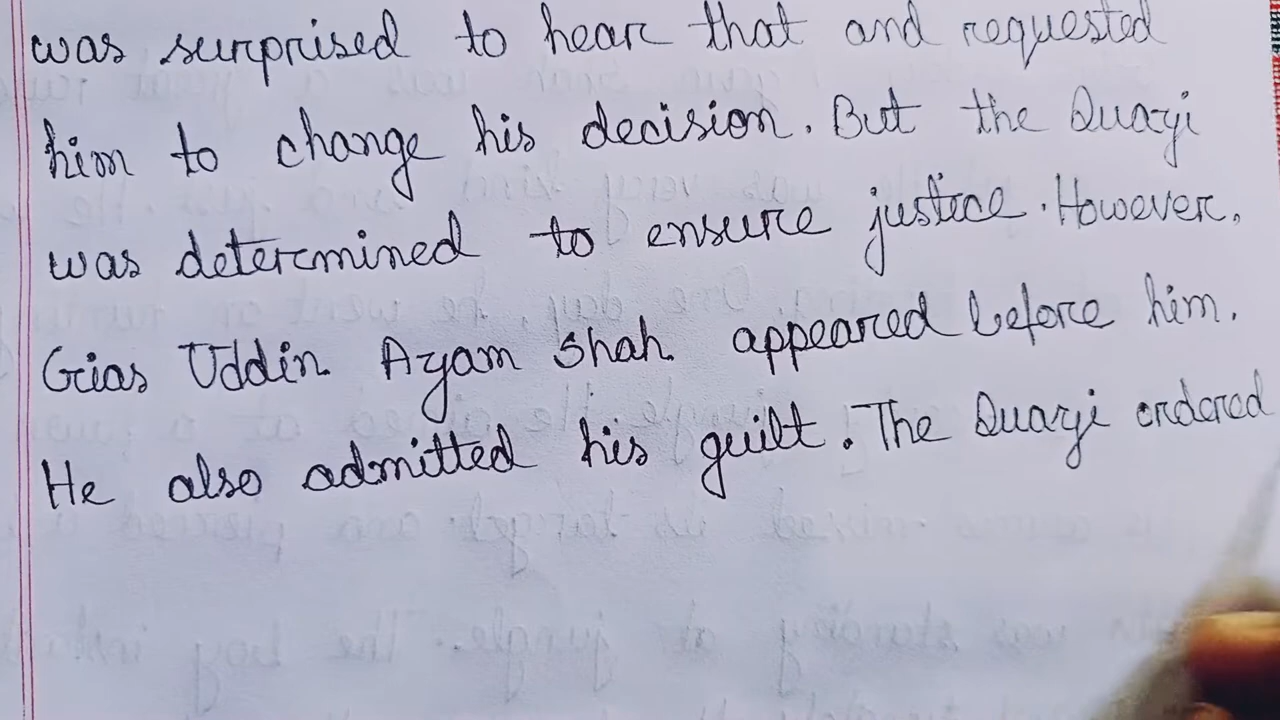 was surprised to hear that and requested
him to change his decision. But the Quazi
was determined to ensure justice. However,
Gias Uddin Azam Shah appeared before him.
He also admitted his guilt. The Quazi ordered